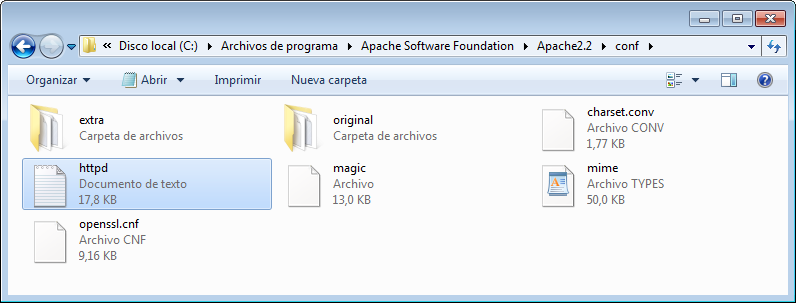 Disco local (C:) Archivos de programa Apache Software Foundation Apache2.2 conf
Organizar Abrir Imprimir Nueva carpeta
extra
Carpeta de archivos
original
Carpeta de archivos
charset.conv
Archivo CONV
1,77 KB
httpd
Documento de texto
17,8 KB
magic
Archivo
13,0 KB
mime
Archivo TYPES
50,0 KB
openssl.cnf
Archivo CNF
9,16 KB